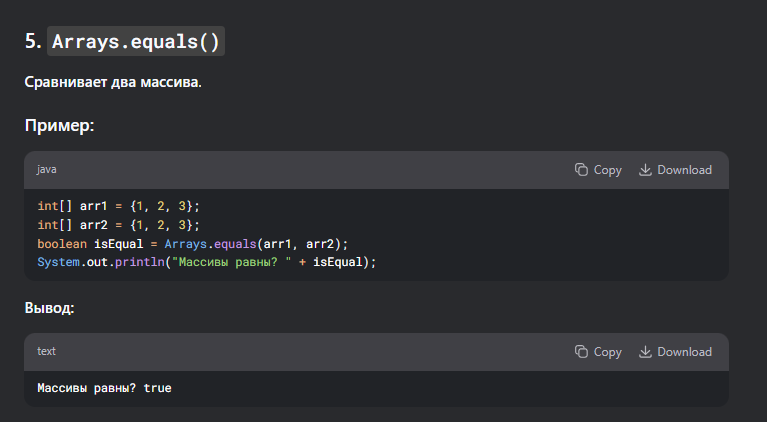 5. Arrays.equals()
Сравнивает два массива.
Пример:
java Copy Download
int[] arr1 = {1, 2, 3};
int[] arr2 = {1, 2, 3};
boolean isEqual = Arrays.equals(arr1, arr2);
System.out.println("Массивы равны? " + isEqual);
Вывод:
text Copy Download
Массивы равны? true